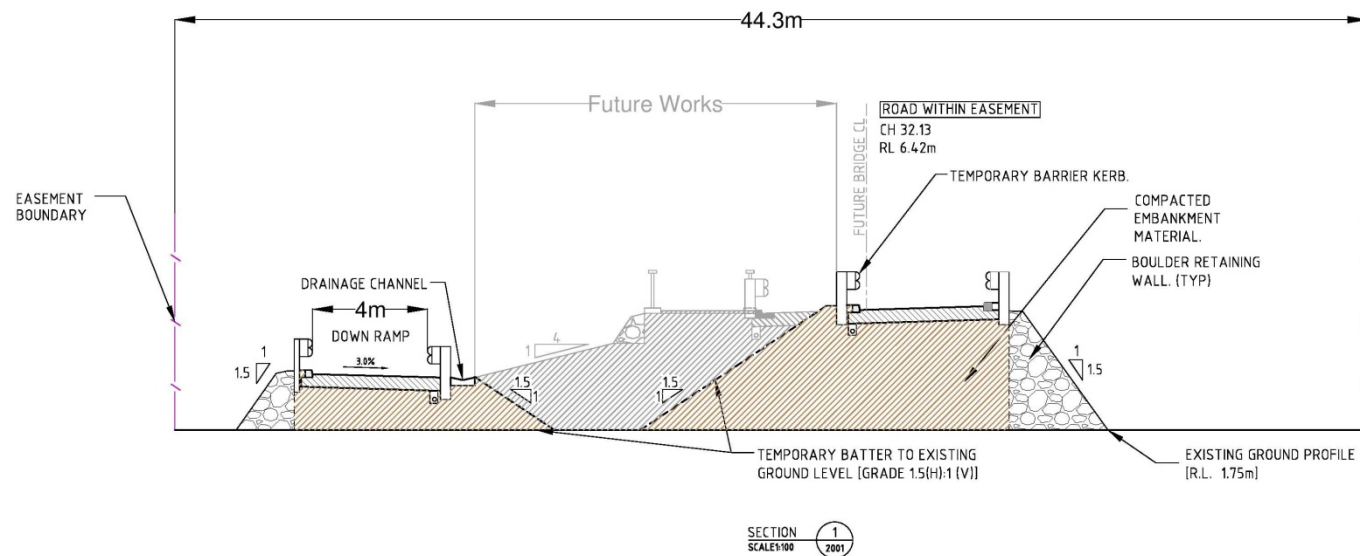 44.3m
Future Works
ROAD WITHIN EASEMENT
CH 32.13
RL 6.42m
FUTURE BRIDGE CL
TEMPORARY BARRIER KERB.
EASEMENT
BOUNDARY
COMPACTED
EMBANKMENT
MATERIAL.
BOULDER RETAINING
WALL. (TYP)
DRAINAGE CHANNEL
4m
DOWN RAMP
3.0%
1
1.5
4
1
1.5
1
1.5
1
1
1.5
TEMPORARY BATTER TO EXISTING
GROUND LEVEL [GRADE 1.5(H):1 (V)]
EXISTING GROUND PROFILE
[R.L. 1.75m]
SECTION 1
SCALE1:100 2001